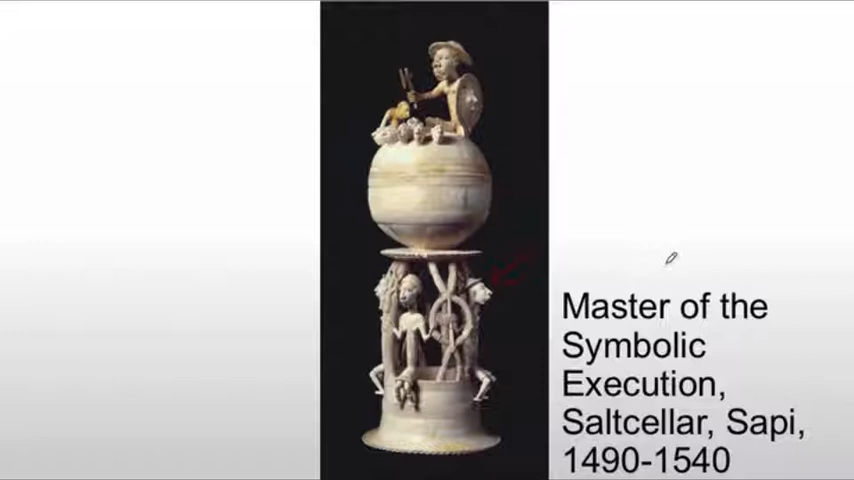 Master of the
Symbolic
Execution,
Saltcellar, Sapi,
1490-1540